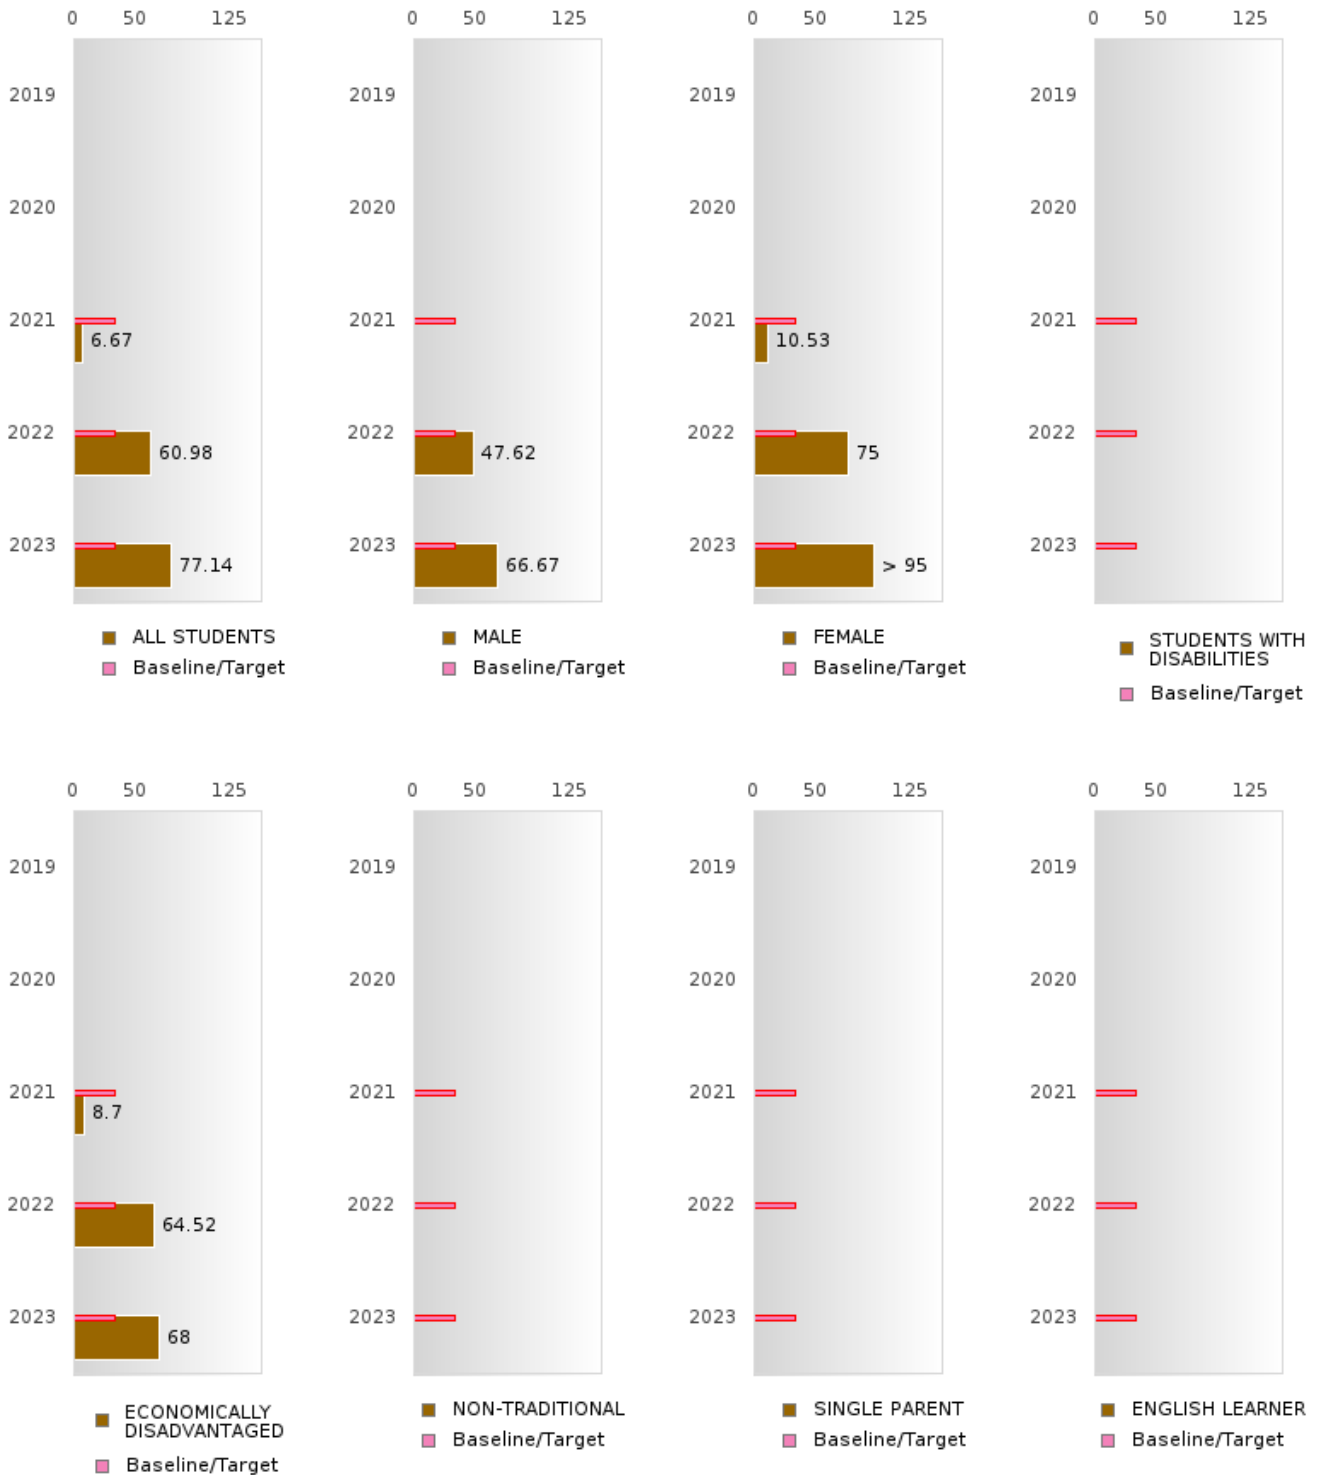 0 50 125 0 50 125 0 50 125 0 50 125
2019 2019 2019 2019
2020 2020 2020 2020
2021 2021 2021 2021
6.67 10.53
2022 2022 2022 2022
60.98 47.62 75
2023 2023 2023 2023
77.14 66.67 > 95
ALL STUDENTS MALE FEMALE STUDENTS WITH
DISABILITIES
Baseline/Target Baseline/Target Baseline/Target Baseline/Target
0 50 125 0 50 125 0 50 125 0 50 125
2019 2019 2019 2019
2020 2020 2020 2020
2021 2021 2021 2021
8.7
2022 2022 2022 2022
64.52
2023 2023 2023 2023
68
ECONOMICALLY NON-TRADITIONAL SINGLE PARENT ENGLISH LEARNER
DISADVANTAGED
Baseline/Target Baseline/Target Baseline/Target Baseline/Target